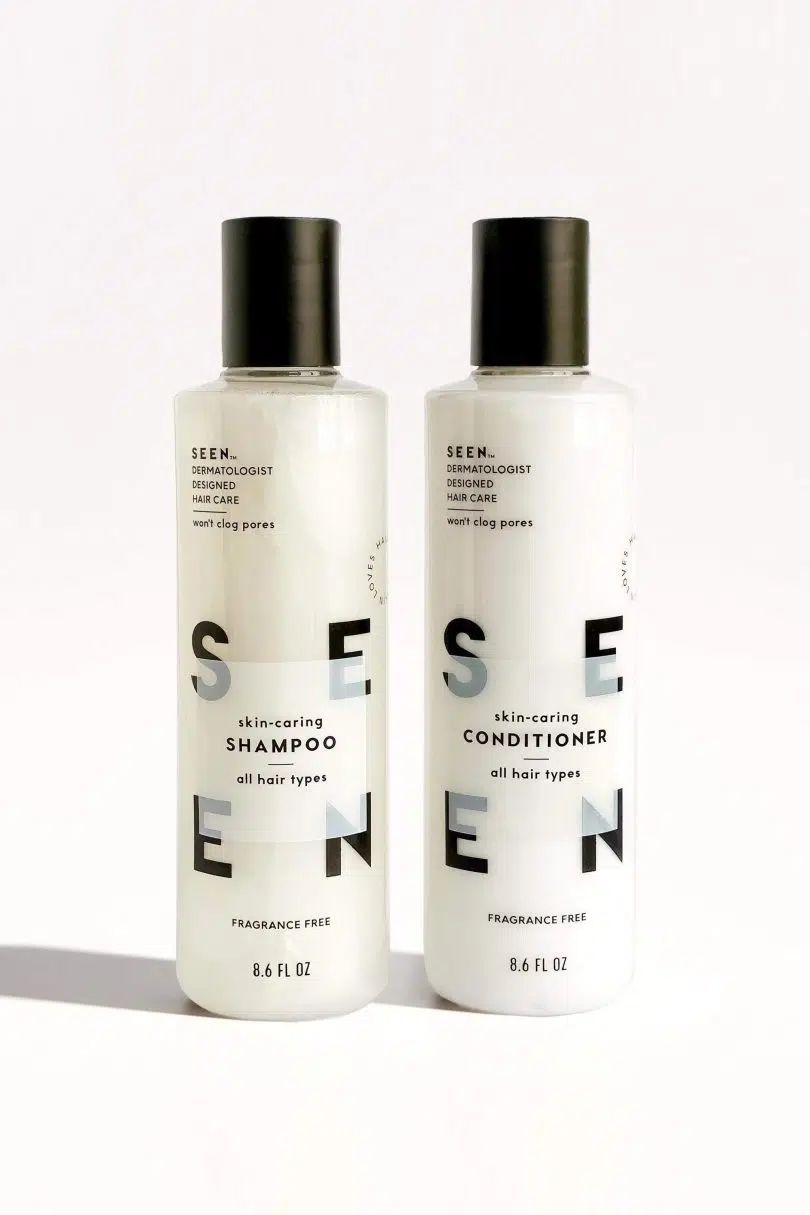 SEEN™
DERMATOLOGIST
DESIGNED
HAIR CARE
won't clog pores
LOVES
S E
skin-caring
SHAMPOO
all hair types
E N
FRAGRANCE FREE
8.6 FL OZ
SEEN™
DERMATOLOGIST
DESIGNED
HAIR CARE
won't clog pores
LOVES
S E
skin-caring
CONDITIONER
all hair types
E N
FRAGRANCE FREE
8.6 FL OZ